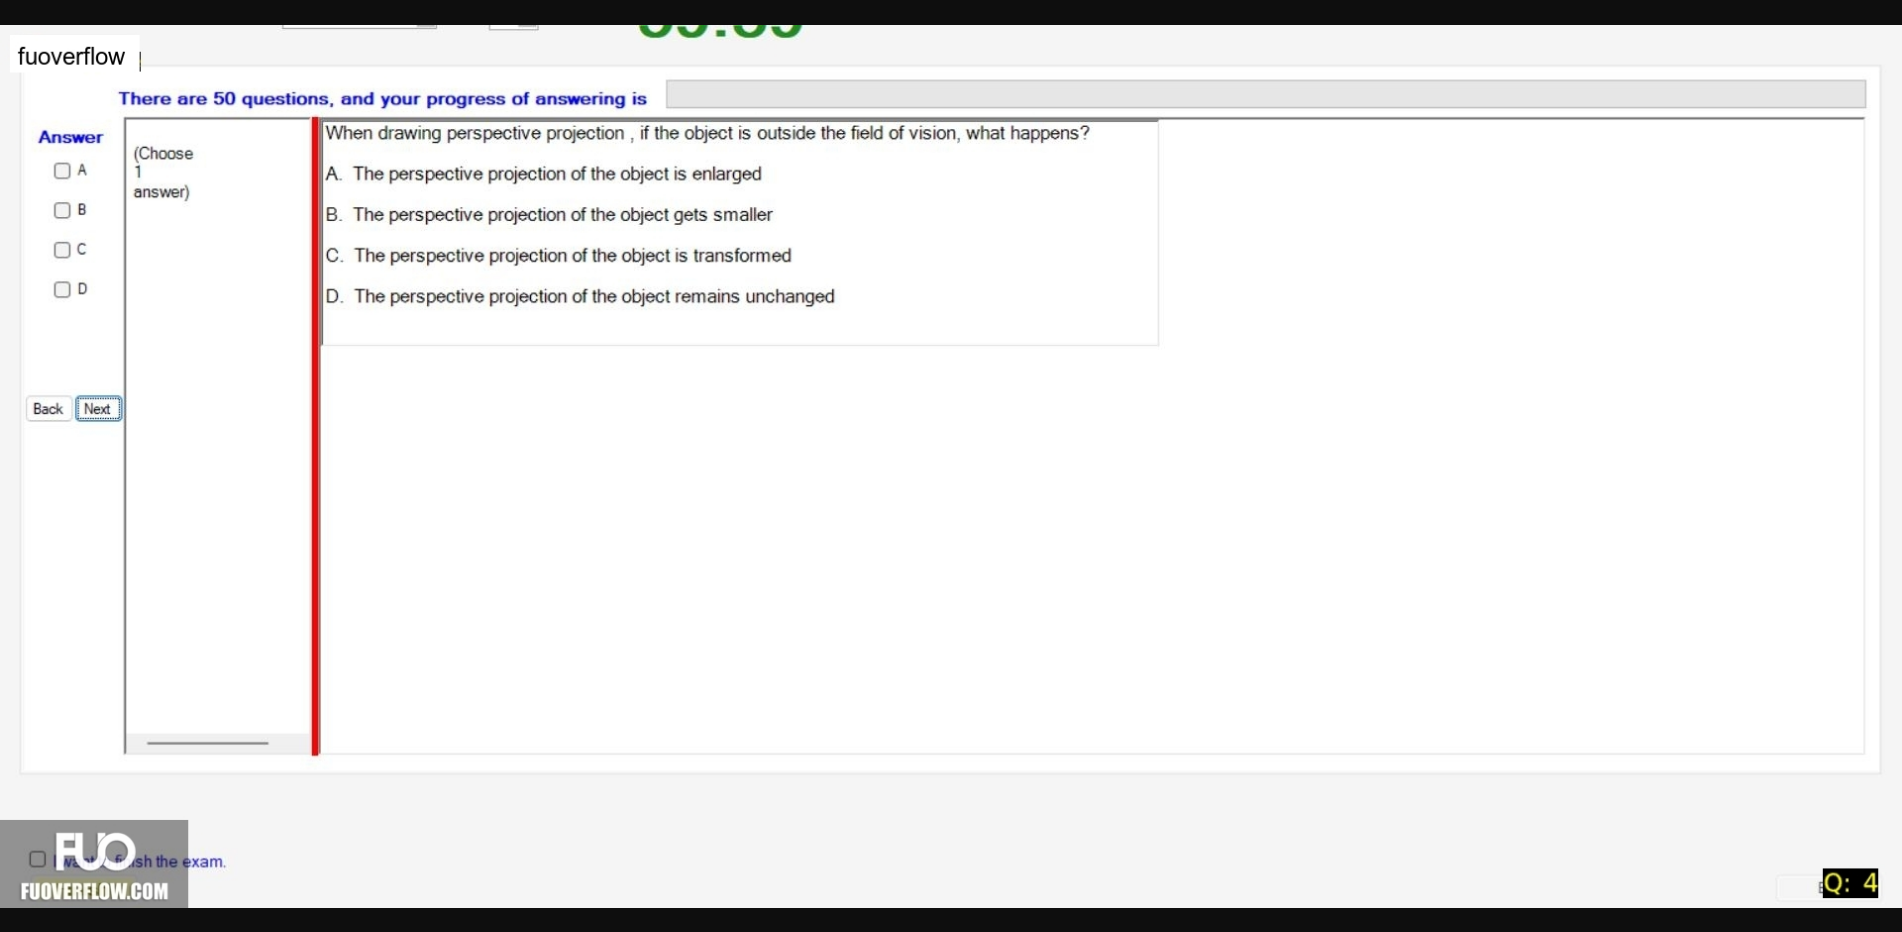 fuoverflow
There are 50 questions, and your progress of answering is
Answer
A
B
C
D
(Choose
1
answer)
When drawing perspective projection , if the object is outside the field of vision, what happens?
A. The perspective projection of the object is enlarged
B. The perspective projection of the object gets smaller
C. The perspective projection of the object is transformed
D. The perspective projection of the object remains unchanged
Back Next
FUO
the exam.
FUOVERFLOW.COM
Q: 4